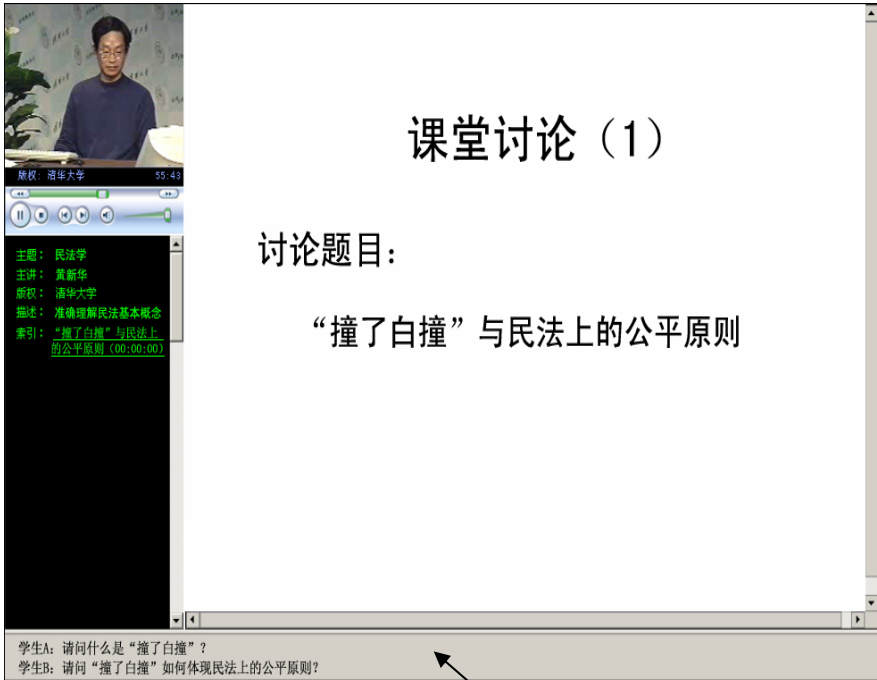 版权: 清华大学 55:43
主题: 民法学
主讲: 黄新华
版权: 清华大学
描述: 准确理解民法基本概念
索引: “撞了白撞”与民法上
的公平原则 (00:00:00)
课堂讨论（1）
讨论题目：
“撞了白撞”与民法上的公平原则
学生A: 请问什么是“撞了白撞”?
学生B: 请问“撞了白撞”如何体现民法上的公平原则?